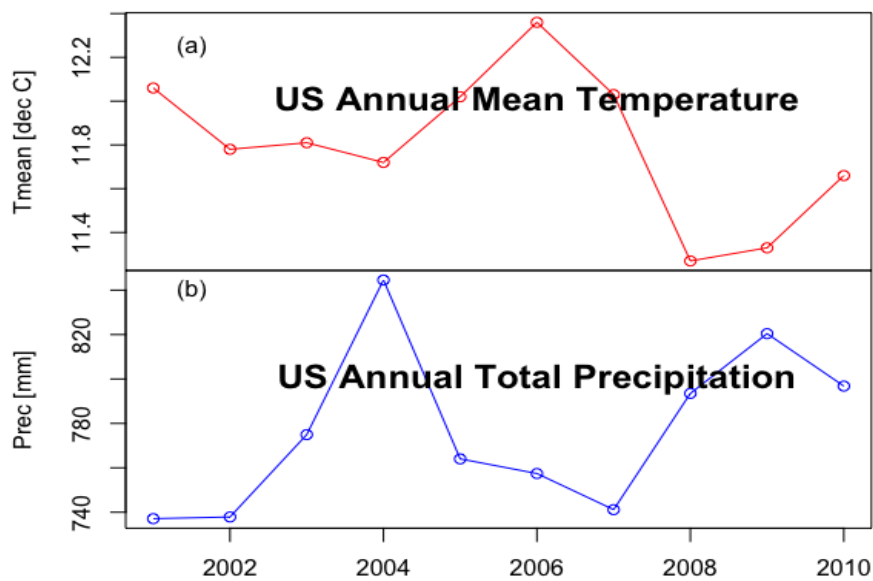 (a)
US Annual Mean Temperature
Tmean [dec C]
12.2
11.8
11.4
(b)
US Annual Total Precipitation
Prec [mm]
820
780
740
2002 2004 2006 2008 2010